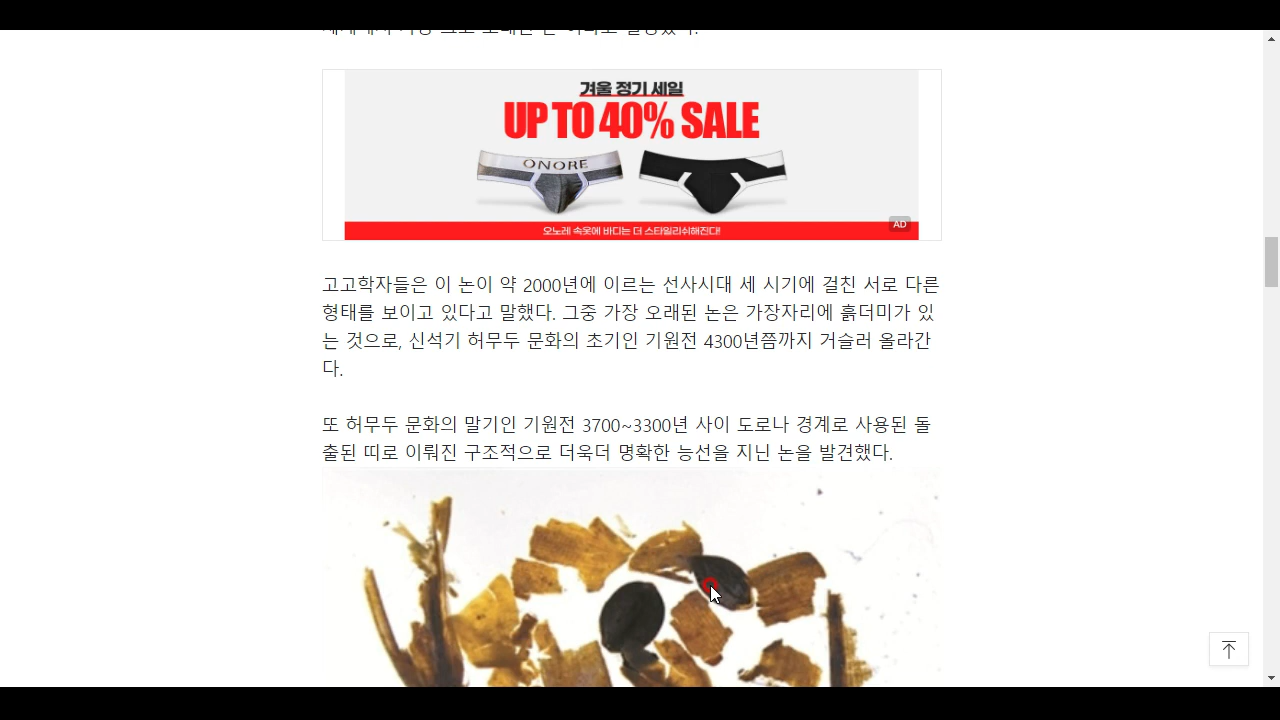 겨울 정기 세일
UP TO 40% SALE
ONORE
오노레 속옷에 바디는 더 스타일리쉬해진다!
AD
고고학자들은 이 논이 약 2000년에 이르는 선사시대 세 시기에 걸친 서로 다른
형태를 보이고 있다고 말했다. 그중 가장 오래된 논은 가장자리에 흙더미가 있
는 것으로, 신석기 허무두 문화의 초기인 기원전 4300년쯤까지 거슬러 올라간
다.
또 허무두 문화의 말기인 기원전 3700~3300년 사이 도로나 경계로 사용된 돌
출된 띠로 이뤄진 구조적으로 더욱더 명확한 능선을 지닌 논을 발견했다.